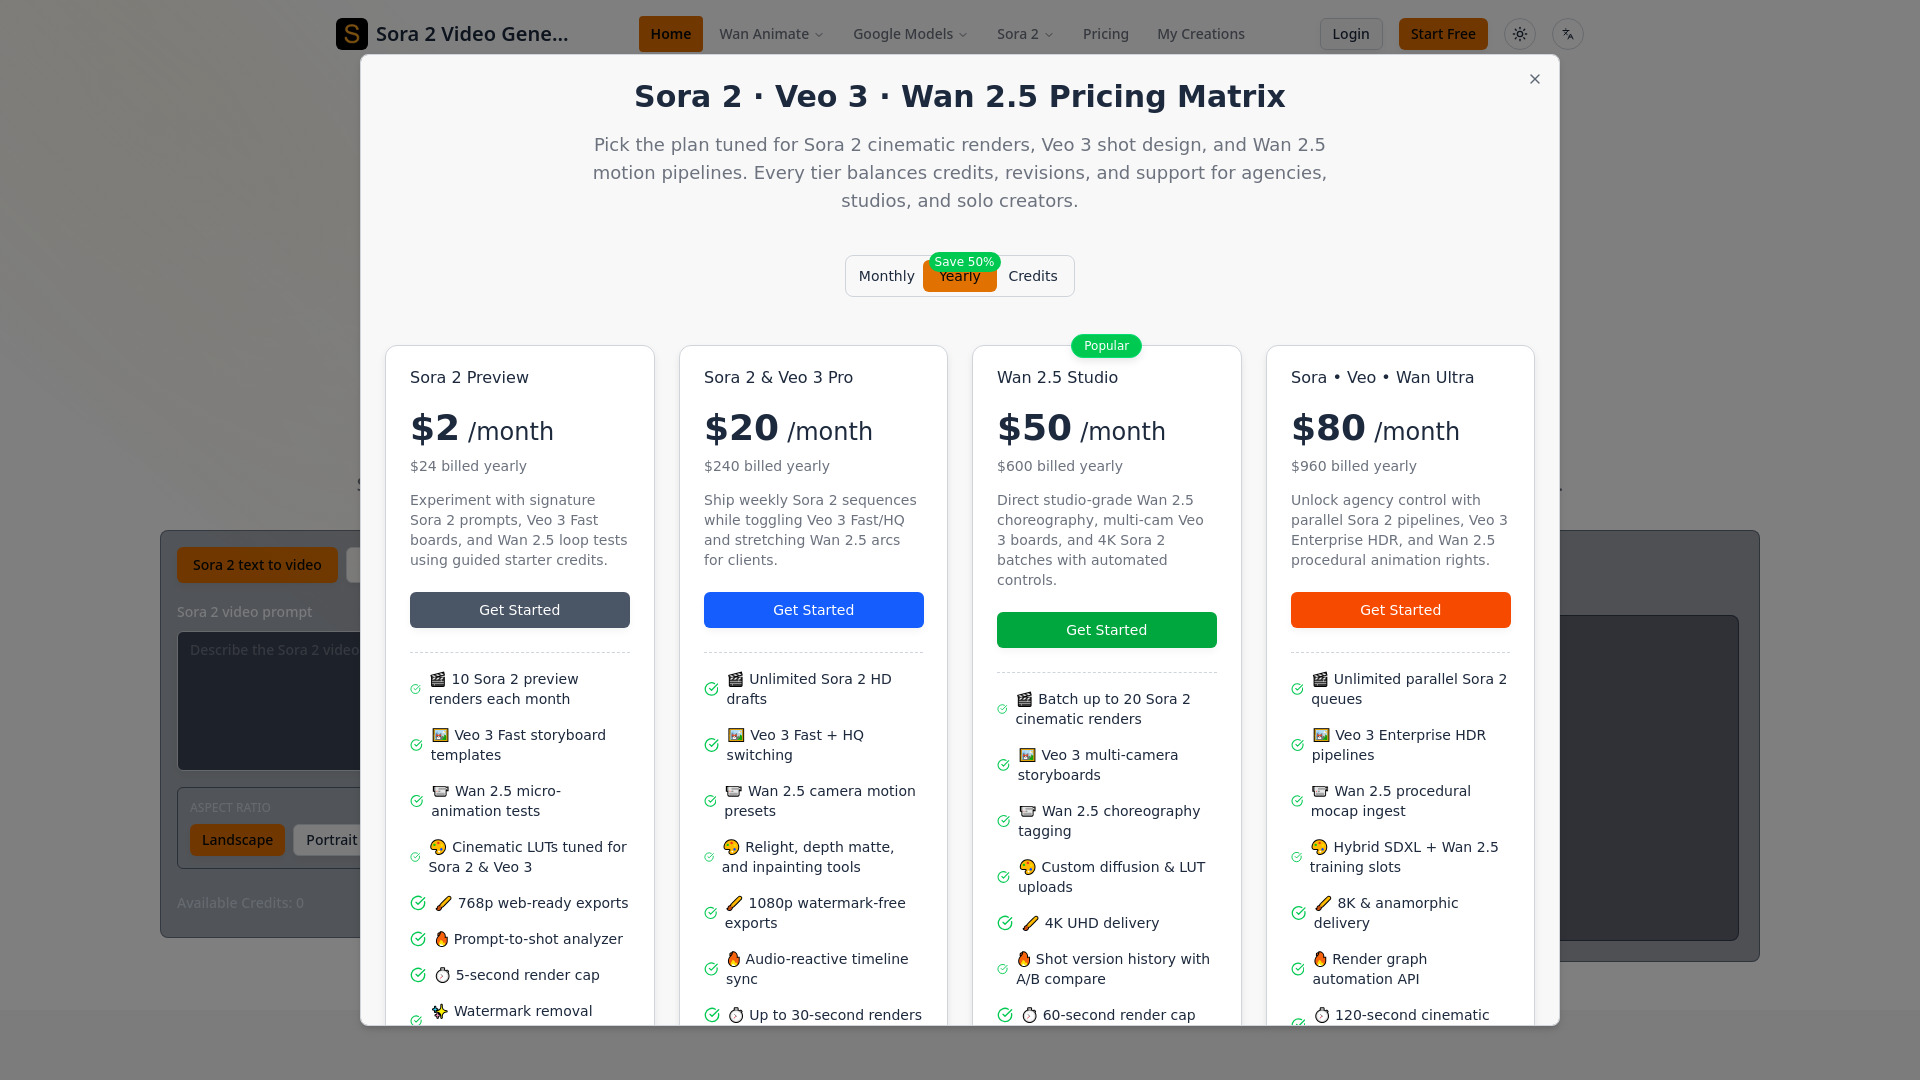 Sora 2 Video Gene...
Home
Wan Animate
Google Models
Sora 2
Pricing
My Creations
Login
Start Free
Sora 2 · Veo 3 · Wan 2.5 Pricing Matrix
Pick the plan tuned for Sora 2 cinematic renders, Veo 3 shot design, and Wan 2.5
motion pipelines. Every tier balances credits, revisions, and support for agencies,
studios, and solo creators.
Monthly
Save 50%
Yearly
Credits
Sora 2 Preview
$2 /month
$24 billed yearly
Experiment with signature
Sora 2 prompts, Veo 3 Fast
boards, and Wan 2.5 loop tests
using guided starter credits.
Get Started
🎬 10 Sora 2 preview
renders each month
🖼️ Veo 3 Fast storyboard
templates
Wan 2.5 micro-
animation tests
🎨 Cinematic LUTs tuned for
Sora 2 & Veo 3
768p web-ready exports
🔥 Prompt-to-shot analyzer
⏱️ 5-second render cap
✨ Watermark removal
Sora 2 & Veo 3 Pro
$20 /month
$240 billed yearly
Ship weekly Sora 2 sequences
while toggling Veo 3 Fast/HQ
and stretching Wan 2.5 arcs
for clients.
Get Started
🎬 Unlimited Sora 2 HD
drafts
🖼️ Veo 3 Fast + HQ
switching
Wan 2.5 camera motion
presets
🎨 Relight, depth matte,
and inpainting tools
1080p watermark-free
exports
🔥 Audio-reactive timeline
sync
⏱️ Up to 30-second renders
Popular
Wan 2.5 Studio
$50 /month
$600 billed yearly
Direct studio-grade Wan 2.5
choreography, multi-cam Veo
3 boards, and 4K Sora 2
batches with automated
controls.
Get Started
🎬 Batch up to 20 Sora 2
cinematic renders
🖼️ Veo 3 multi-camera
storyboards
Wan 2.5 choreography
tagging
🎨 Custom diffusion & LUT
uploads
4K UHD delivery
🔥 Shot version history with
A/B compare
⏱️ 60-second render cap
Sora • Veo • Wan Ultra
$80 /month
$960 billed yearly
Unlock agency control with
parallel Sora 2 pipelines, Veo 3
Enterprise HDR, and Wan 2.5
procedural animation rights.
Get Started
🎬 Unlimited parallel Sora 2
queues
🖼️ Veo 3 Enterprise HDR
pipelines
Wan 2.5 procedural
mocap ingest
🎨 Hybrid SDXL + Wan 2.5
training slots
8K & anamorphic
delivery
🔥 Render graph
automation API
⏱️ 120-second cinematic
Sora 2 text to video
Sora 2 video prompt
Describe the Sora 2 video
ASPECT RATIO
Landscape
Portrait
Available Credits: 0